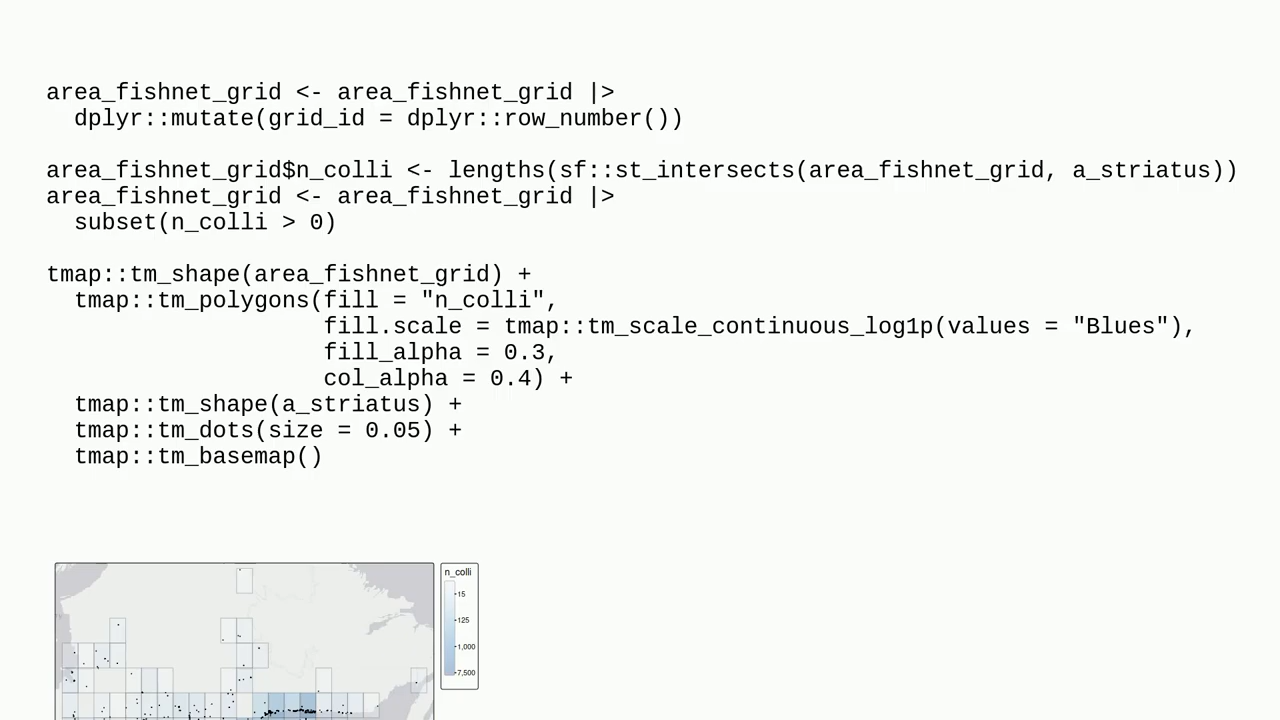 area_fishnet_grid <- area_fishnet_grid |>
  dplyr::mutate(grid_id = dplyr::row_number())

area_fishnet_grid$n_colli <- lengths(sf::st_intersects(area_fishnet_grid, a_striatus))
area_fishnet_grid <- area_fishnet_grid |>
  subset(n_colli > 0)

tmap::tm_shape(area_fishnet_grid) +
  tmap::tm_polygons(fill = "n_colli",
                    fill.scale = tmap::tm_scale_continuous_log1p(values = "Blues"),
                    fill_alpha = 0.3,
                    col_alpha = 0.4) +
  tmap::tm_shape(a_striatus) +
  tmap::tm_dots(size = 0.05) +
  tmap::tm_basemap()

n_colli
15
125
1,000
7,500